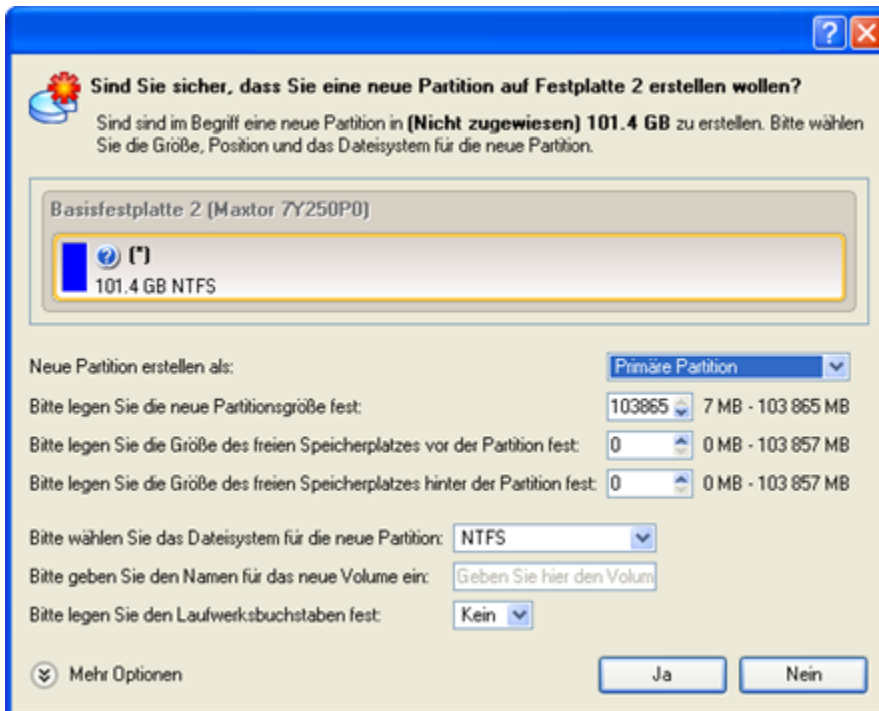 Sind Sie sicher, dass Sie eine neue Partition auf Festplatte 2 erstellen wollen?
Sind sind im Begriff eine neue Partition in (Nicht zugewiesen) 101.4 GB zu erstellen. Bitte wählen
Sie die Größe, Position und das Dateisystem für die neue Partition.
Basisfestplatte 2 (Maxtor 7Y250P0)
(*)
101.4 GB NTFS
Neue Partition erstellen als: Primäre Partition
Bitte legen Sie die neue Partitionsgröße fest: 103865 7 MB - 103 865 MB
Bitte legen Sie die Größe des freien Speicherplatzes vor der Partition fest: 0 0 MB - 103 857 MB
Bitte legen Sie die Größe des freien Speicherplatzes hinter der Partition fest: 0 0 MB - 103 857 MB
Bitte wählen Sie das Dateisystem für die neue Partition: NTFS
Bitte geben Sie den Namen für das neue Volume ein: Geben Sie hier den Volum
Bitte legen Sie den Laufwerksbuchstaben fest: Kein
Mehr Optionen Ja Nein